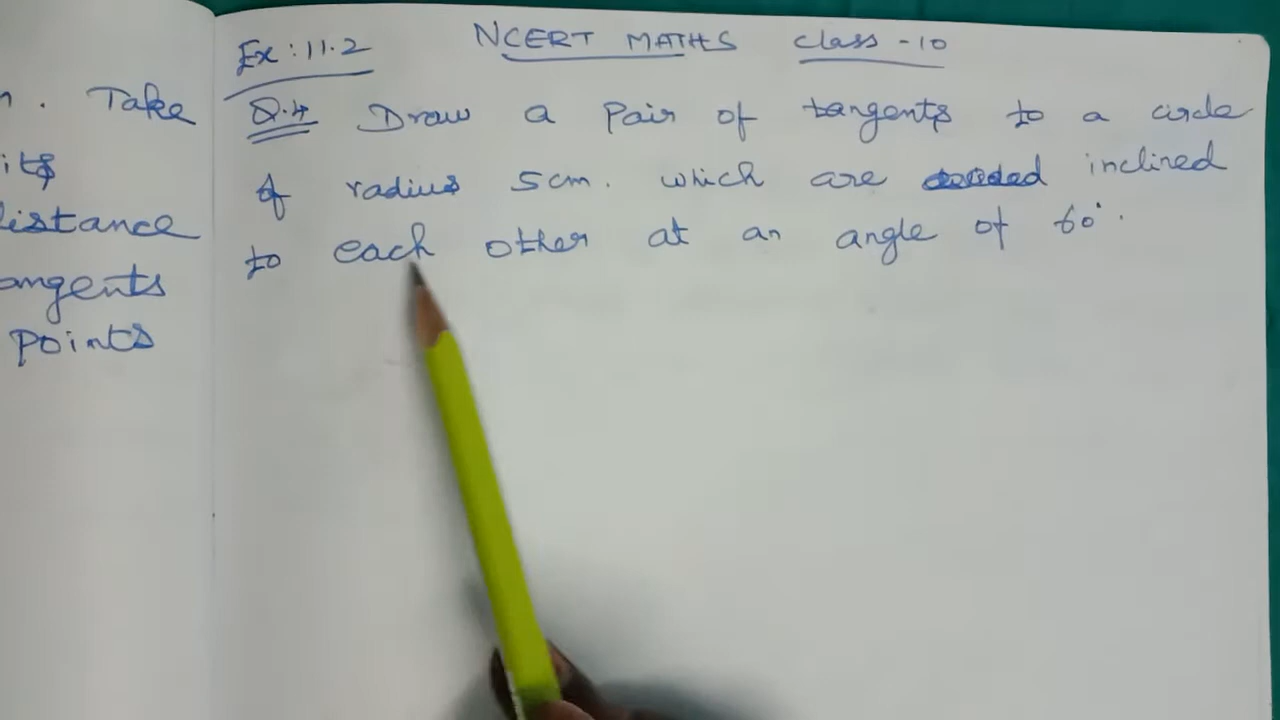 n. Take
its
distance
angents
points
Ex: 11.2 NCERT MATHS class -10
Q.4 Draw a pair of tangents to a circle
of radius 5cm. which are inclined
to each other at an angle of 60°.